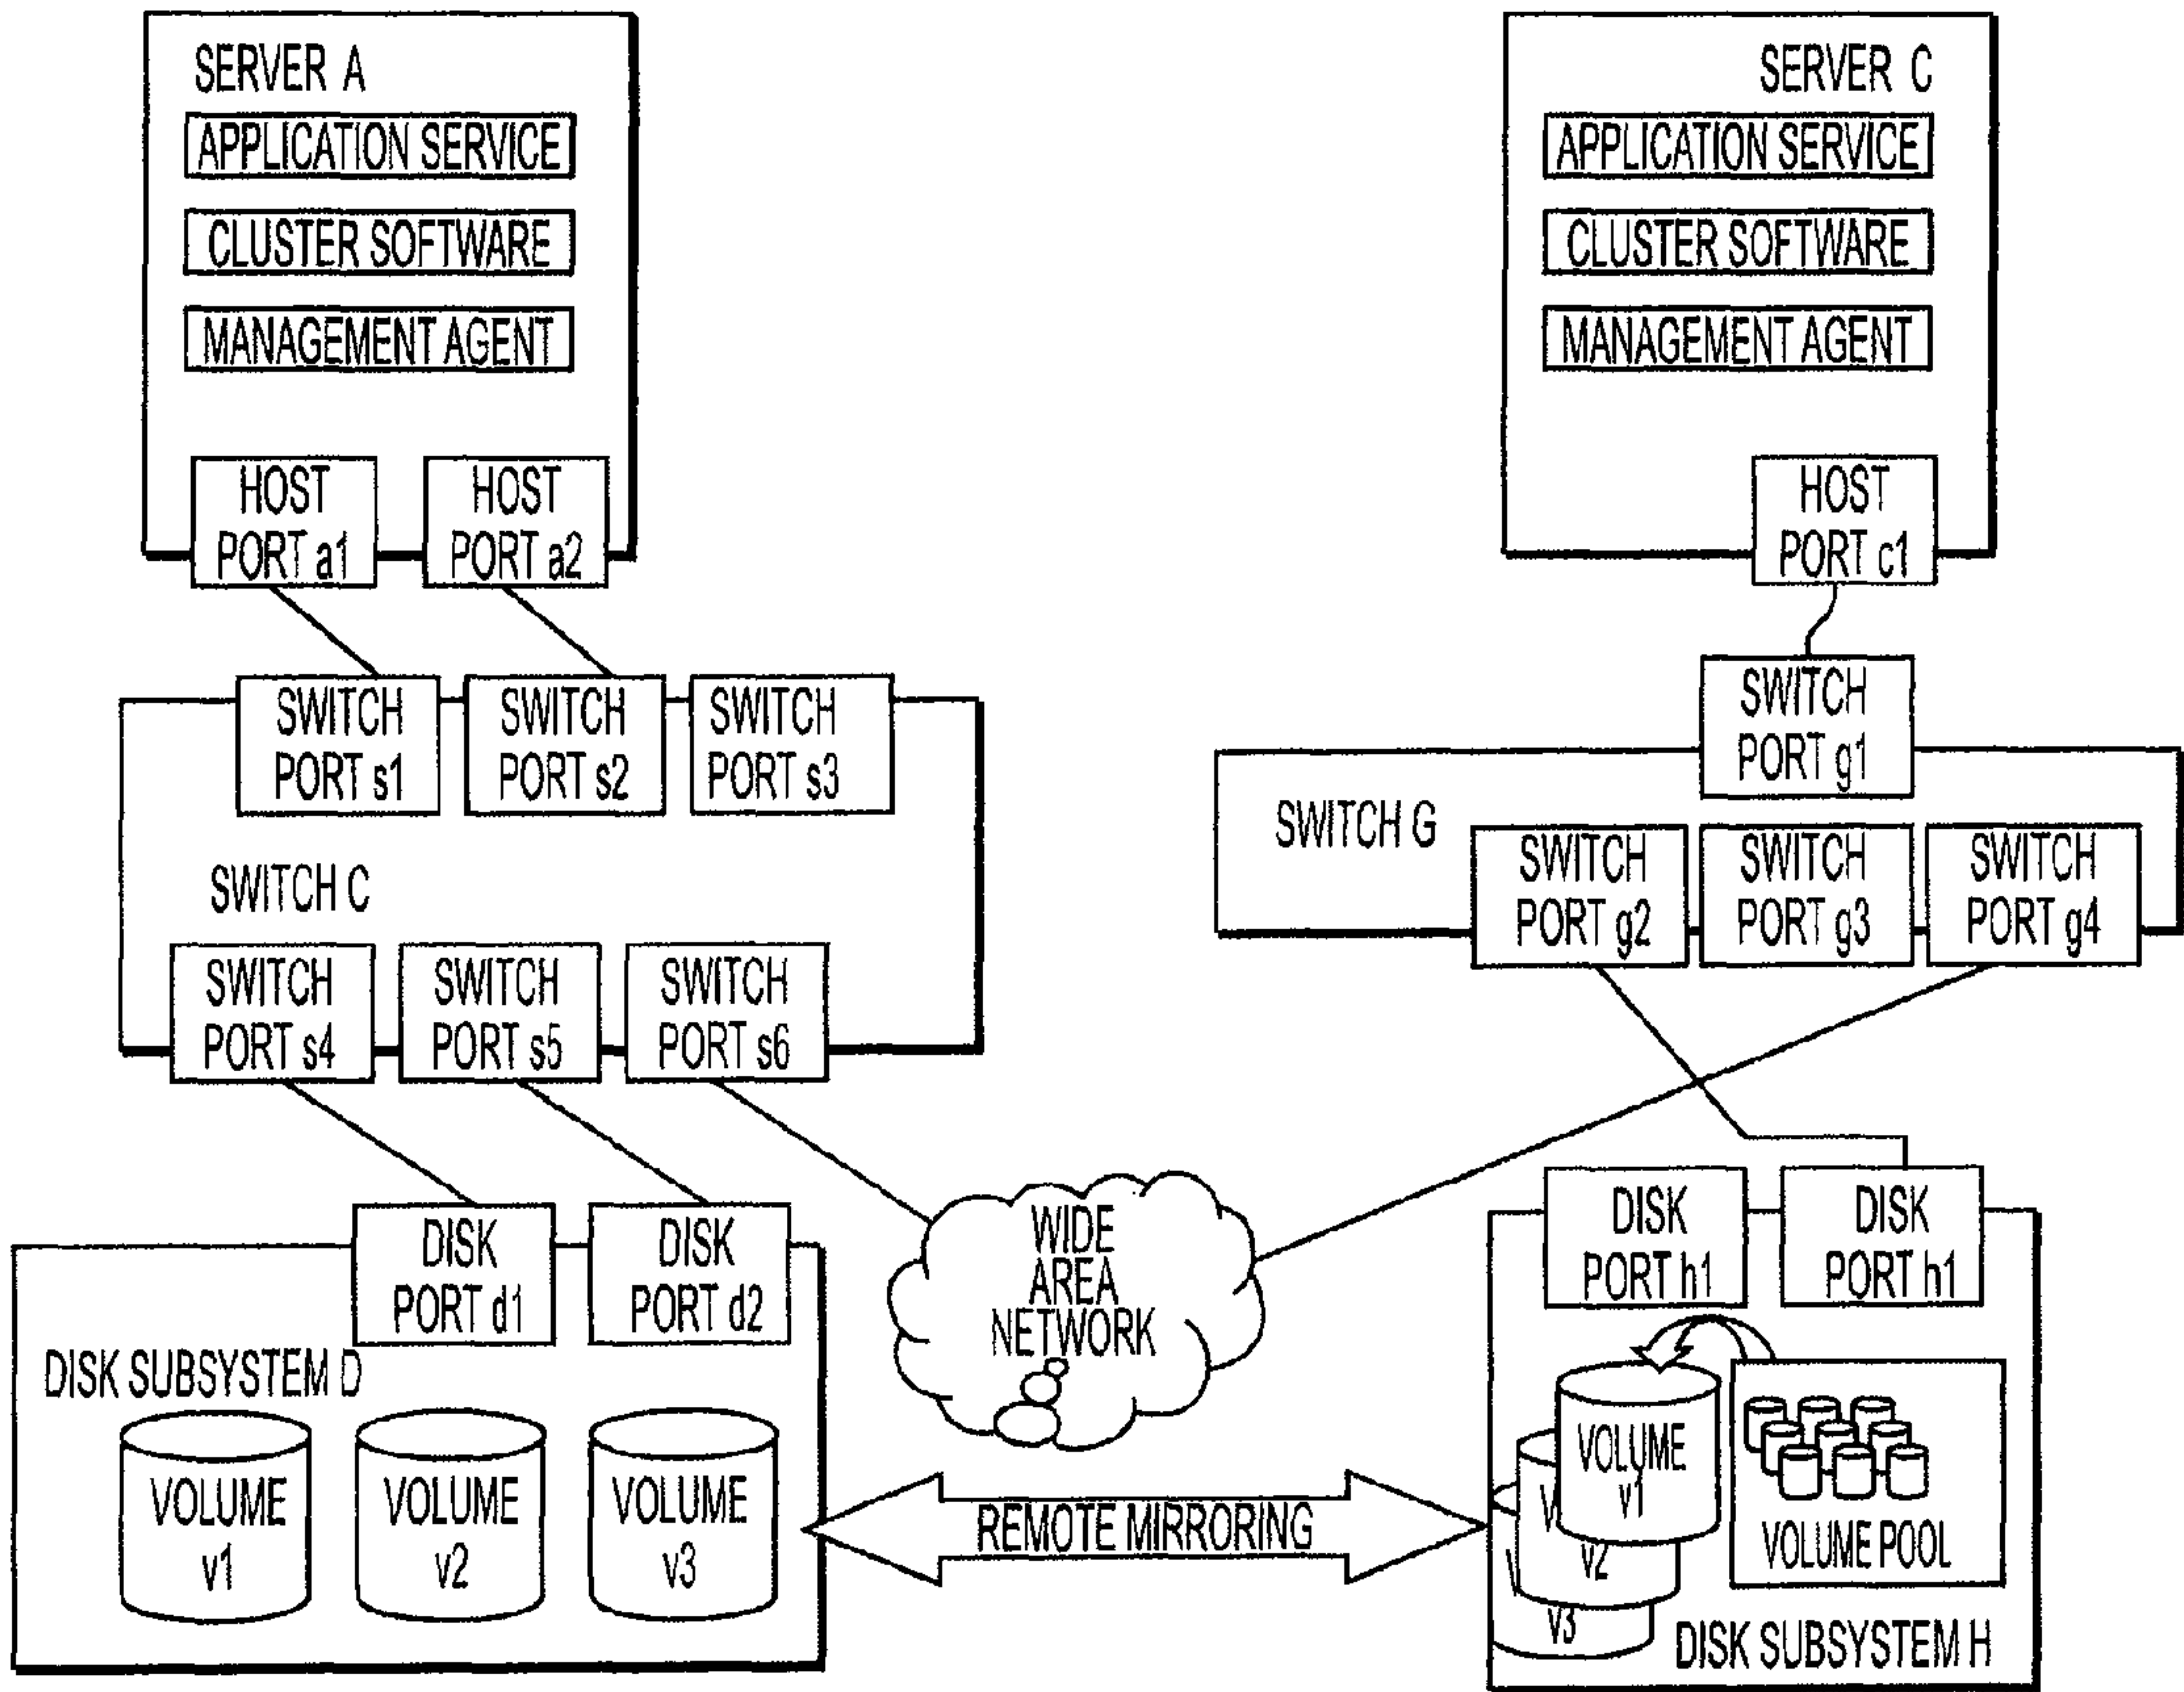 SERVER A
APPLICATION SERVICE
CLUSTER SOFTWARE
MANAGEMENT AGENT
HOST
PORT a1
HOST
PORT a2
SERVER C
APPLICATION SERVICE
CLUSTER SOFTWARE
MANAGEMENT AGENT
HOST
PORT c1
SWITCH
PORT s1
SWITCH
PORT s2
SWITCH
PORT s3
SWITCH C
SWITCH
PORT s4
SWITCH
PORT s5
SWITCH
PORT s6
SWITCH
PORT g1
SWITCH G
SWITCH
PORT g2
SWITCH
PORT g3
SWITCH
PORT g4
DISK
PORT d1
DISK
PORT d2
DISK SUBSYSTEM D
VOLUME
v1
VOLUME
v2
VOLUME
v3
WIDE
AREA
NETWORK
REMOTE MIRRORING
DISK
PORT h1
DISK
PORT h1
VOLUME
v1
v2
v3
VOLUME POOL
DISK SUBSYSTEM H